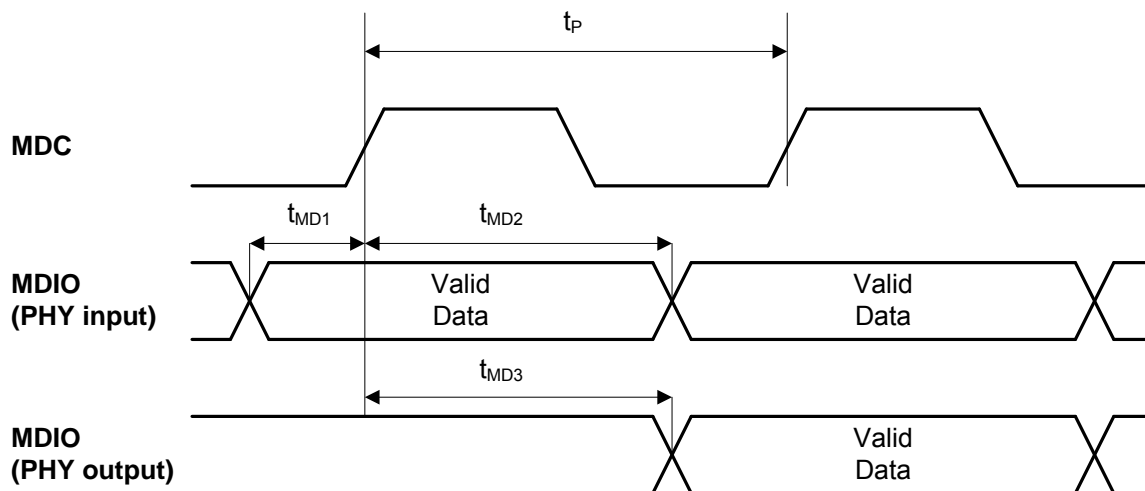 tP
MDC
tMD1
tMD2
MDIO
(PHY input)
Valid
Data
Valid
Data
tMD3
MDIO
(PHY output)
Valid
Data